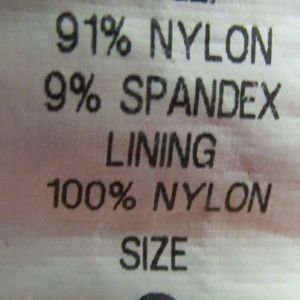 91% NYLON
9% SPANDEX
LINING
100% NYLON
SIZE